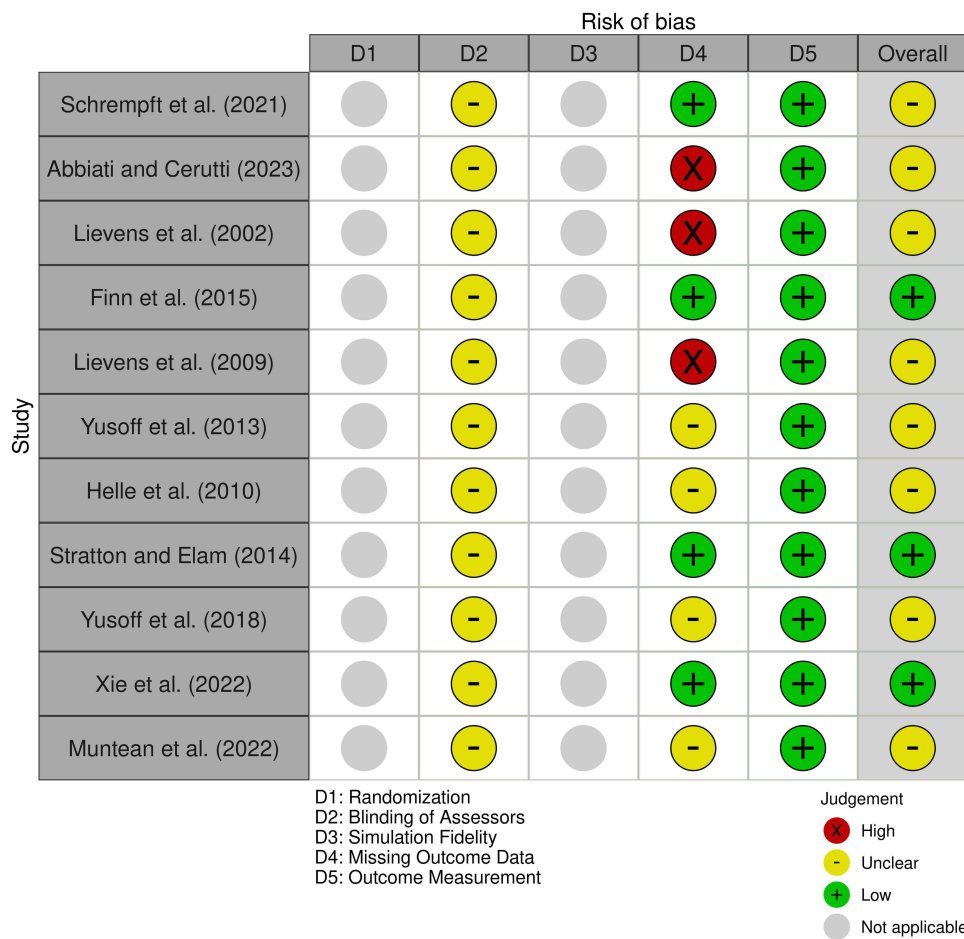 Risk of bias
D1 D2 D3 D4 D5 Overall
Study
Schrempft et al. (2021) - + + -
Abbiati and Cerutti (2023) - X + -
Lievens et al. (2002) - X + -
Finn et al. (2015) - + + +
Lievens et al. (2009) - X + -
Yusoff et al. (2013) - - + -
Helle et al. (2010) - - + -
Stratton and Elam (2014) - + + +
Yusoff et al. (2018) - - + -
Xie et al. (2022) - + + +
Muntean et al. (2022) - - + -
D1: Randomization
D2: Blinding of Assessors
D3: Simulation Fidelity
D4: Missing Outcome Data
D5: Outcome Measurement
Judgement
X High
- Unclear
+ Low
Not applicable